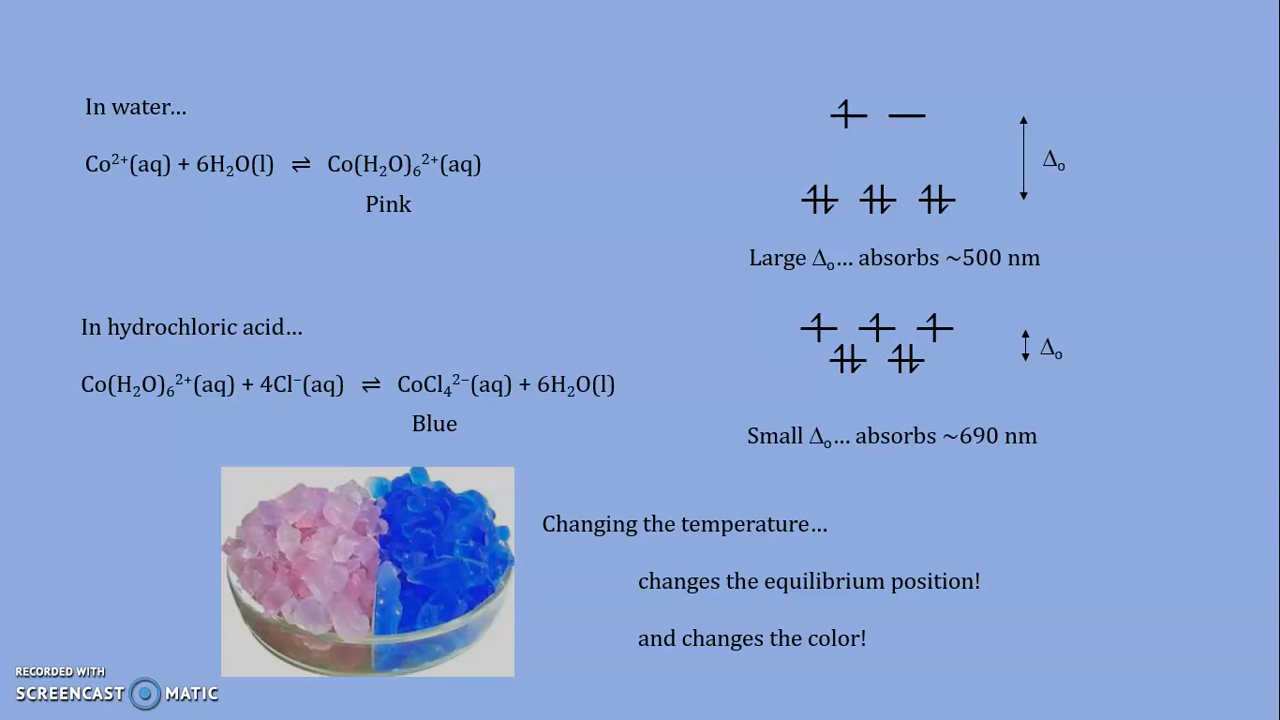 In water…
Co²⁺(aq) + 6H₂O(l) ⇌ Co(H₂O)₆²⁺(aq)
Pink
Δₒ
Large Δₒ… absorbs ~500 nm
In hydrochloric acid…
Co(H₂O)₆²⁺(aq) + 4Cl⁻(aq) ⇌ CoCl₄²⁻(aq) + 6H₂O(l)
Blue
Δₒ
Small Δₒ… absorbs ~690 nm
Changing the temperature…
changes the equilibrium position!
and changes the color!
RECORDED WITH
SCREENCAST MATIC